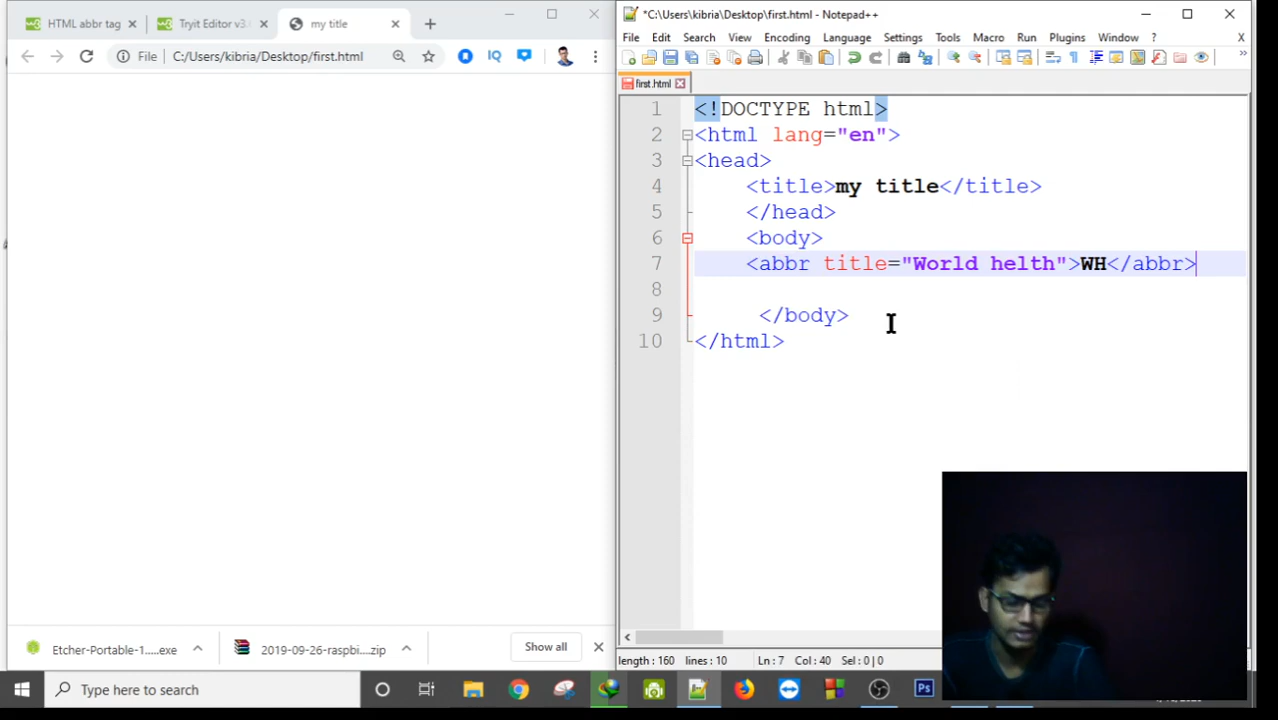 HTML abbr tag
Tryit Editor v3.
my title
File C:/Users/kibria/Desktop/first.html
Etcher-Portable-1.....exe
2019-09-26-raspbi....zip
Show all
Type here to search
*C:\Users\kibria\Desktop\first.html - Notepad++
File Edit Search View Encoding Language Settings Tools Macro Run Plugins Window ? X
first.html
1 <!DOCTYPE html>
2 <html lang="en">
3 <head>
4 <title>my title</title>
5 </head>
6 <body>
7 <abbr title="World helth">WH</abbr>
8
9 </body>
10 </html>
length : 160 lines : 10 Ln : 7 Col : 40 Sel : 0 | 0